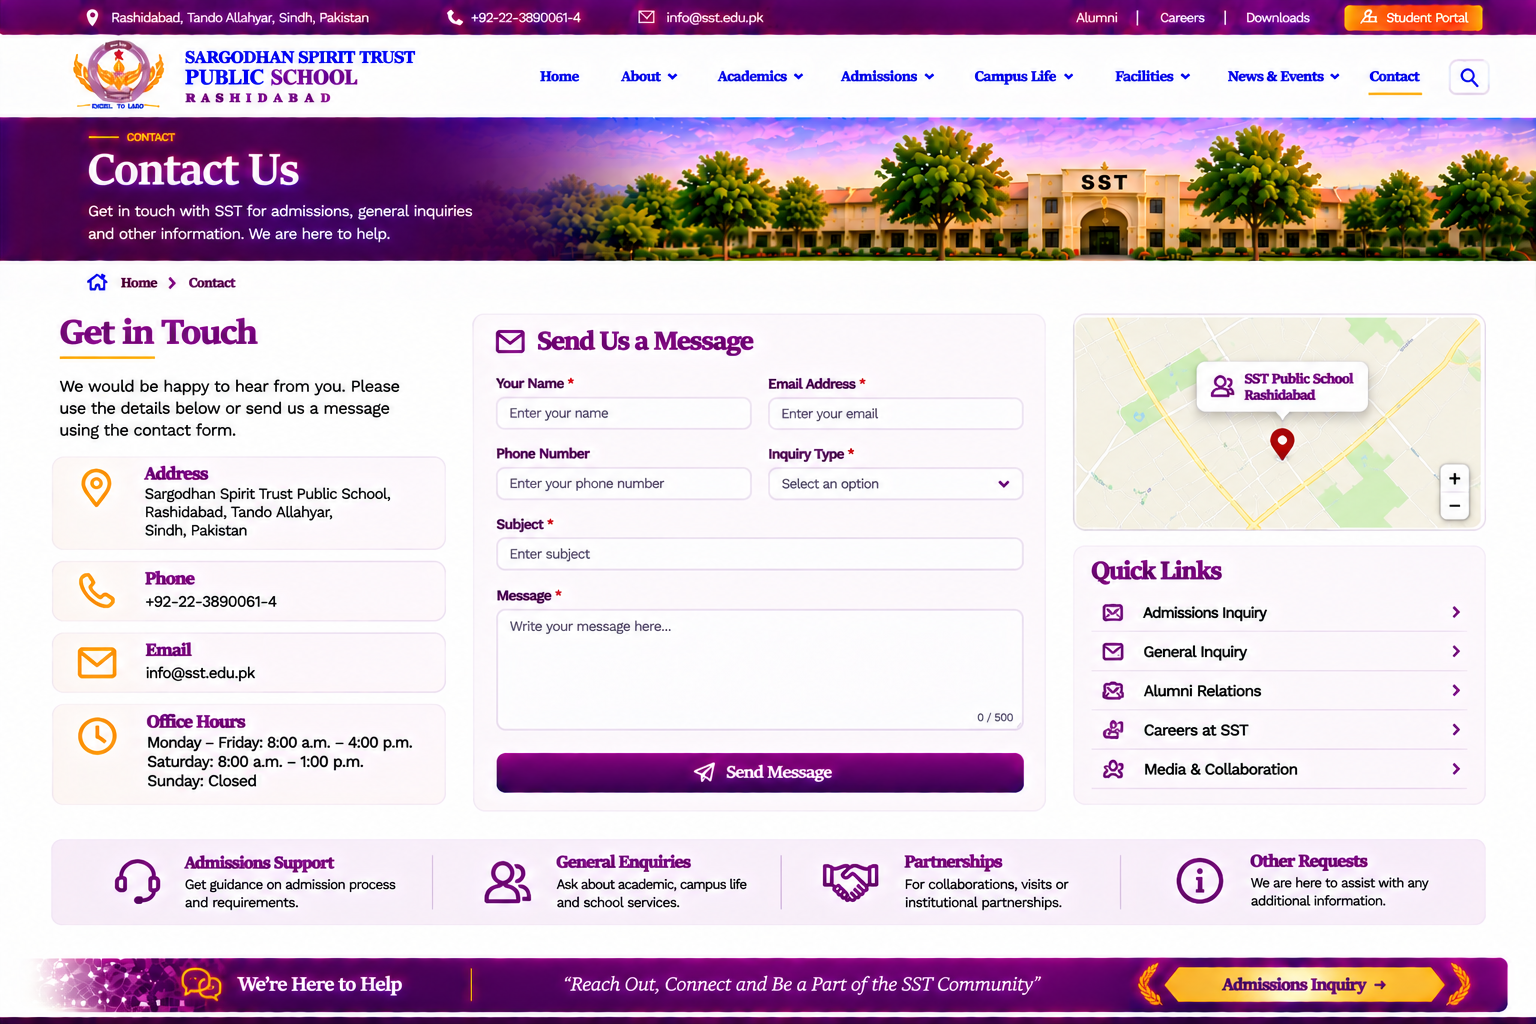 Rashidabad, Tando Allahyar, Sindh, Pakistan
+92-22-3890061-4
info@sst.edu.pk
Alumni | Careers | Downloads
Student Portal
SARGODHAN SPIRIT TRUST
PUBLIC SCHOOL
RASHIDABAD
Home
About
Academics
Admissions
Campus Life
Facilities
News & Events
Contact
CONTACT
Contact Us
Get in touch with SST for admissions, general inquiries
and other information. We are here to help.
SST
Home > Contact
Get in Touch
We would be happy to hear from you. Please
use the details below or send us a message
using the contact form.
Address
Sargodhan Spirit Trust Public School,
Rashidabad, Tando Allahyar,
Sindh, Pakistan
Phone
+92-22-3890061-4
Email
info@sst.edu.pk
Office Hours
Monday – Friday: 8:00 a.m. – 4:00 p.m.
Saturday: 8:00 a.m. – 1:00 p.m.
Sunday: Closed
Send Us a Message
Your Name *
Enter your name
Email Address *
Enter your email
Phone Number
Enter your phone number
Inquiry Type *
Select an option
Subject *
Enter subject
Message *
Write your message here...
0 / 500
Send Message
SST Public School
Rashidabad
+
−
Quick Links
Admissions Inquiry
General Inquiry
Alumni Relations
Careers at SST
Media & Collaboration
Admissions Support
Get guidance on admission process
and requirements.
General Enquiries
Ask about academic, campus life
and school services.
Partnerships
For collaborations, visits or
institutional partnerships.
Other Requests
We are here to assist with any
additional information.
We're Here to Help
“Reach Out, Connect and Be a Part of the SST Community”
Admissions Inquiry →